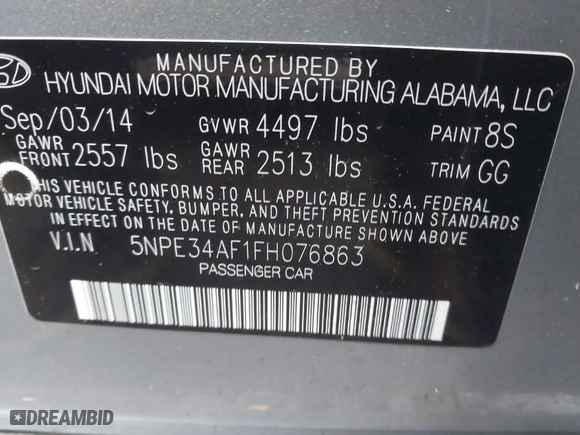 MANUFACTURED BY
HYUNDAI MOTOR MANUFACTURING ALABAMA, LLC
Sep/03/14 GVWR 4497 lbs PAINT 8S
GAWR FRONT 2557 lbs GAWR REAR 2513 lbs TRIM GG
THIS VEHICLE CONFORMS TO ALL APPLICABLE U.S.A. FEDERAL
MOTOR VEHICLE SAFETY, BUMPER, AND THEFT PREVENTION STANDARDS
IN EFFECT ON THE DATE OF MANUFACTURE SHOWN ABOVE.
V.I.N 5NPE34AF1FH076863
PASSENGER CAR
DREAMBID